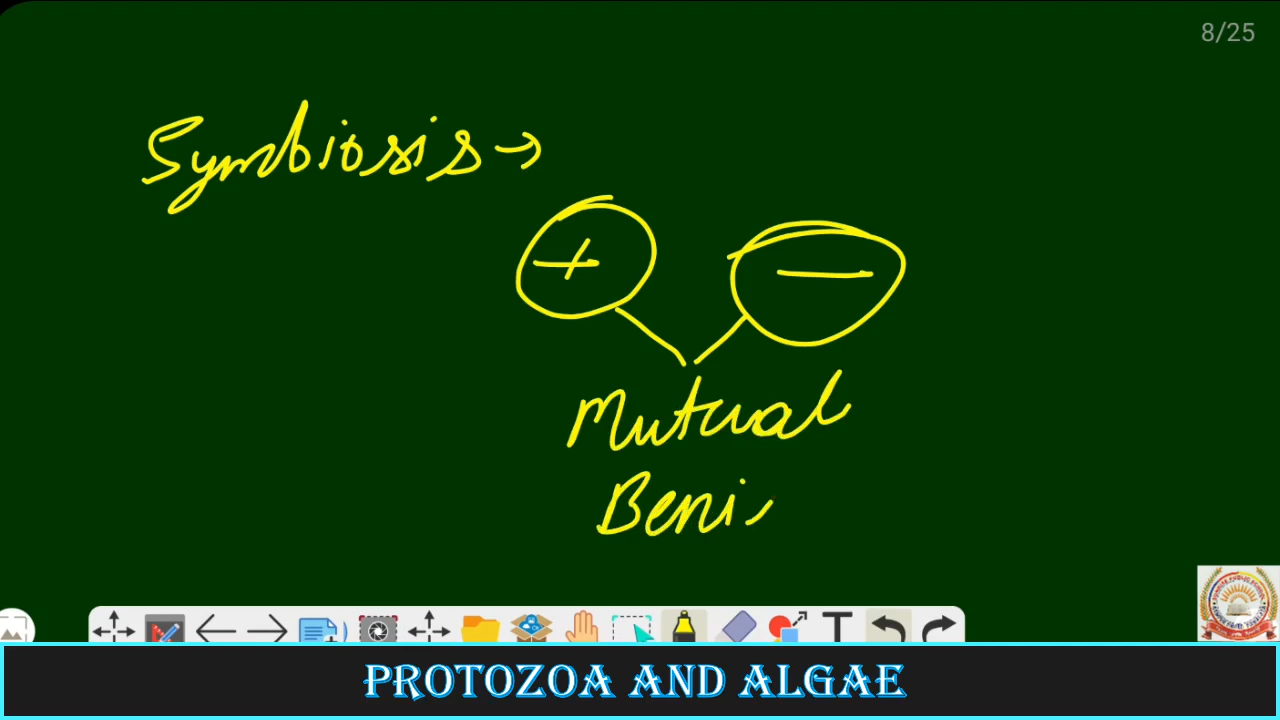 8/25
Symbiosis →
+ —
Mutual
Beni
T
PROTOZOA AND ALGAE